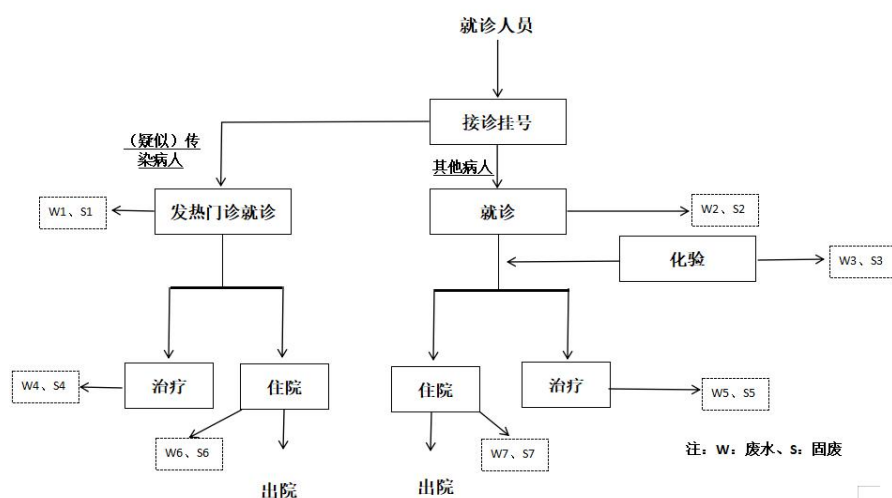 就诊人员
接诊挂号
（疑似）传
染病人
其他病人
W1、S1
发热门诊就诊
就诊
W2、S2
化验
W3、S3
W4、S4
治疗
住院
住院
治疗
W5、S5
W6、S6
W7、S7
注：W：废水、S：固废
出院
出院